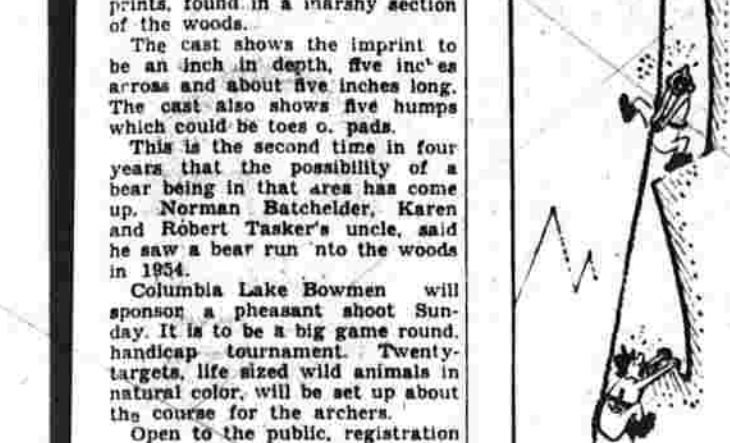 prints, found in a marshy section
of the woods.
The cast shows the imprint to
be an inch in depth, five inc es
arross and about five inches long.
The cast also shows five humps
which could be toes o. pads.
This is the second time in four
years that the possibility of a
bear being in that area has come
up. Norman Batchelder, Karen
and Robert Tasker's uncle, said
he saw a bear run nto the woods
in 1954.
Columbia Lake Bowmen will
sponsor a pheasant shoot Sun-
day. It is to be a big game round,
handicap tournament. Twenty-
targets, life sized wild animals in
natural color, will be set up about
the course for the archers.
Open to the public, registration